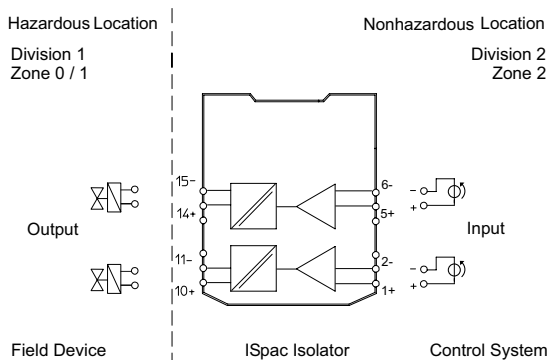 Hazardous Location
Nonhazardous Location
Division 1
Zone 0 / 1
Division 2
Zone 2
15-
6-
-
14+
5+
+
Output
Input
11-
2-
-
10+
1+
+
Field Device
ISpac Isolator
Control System